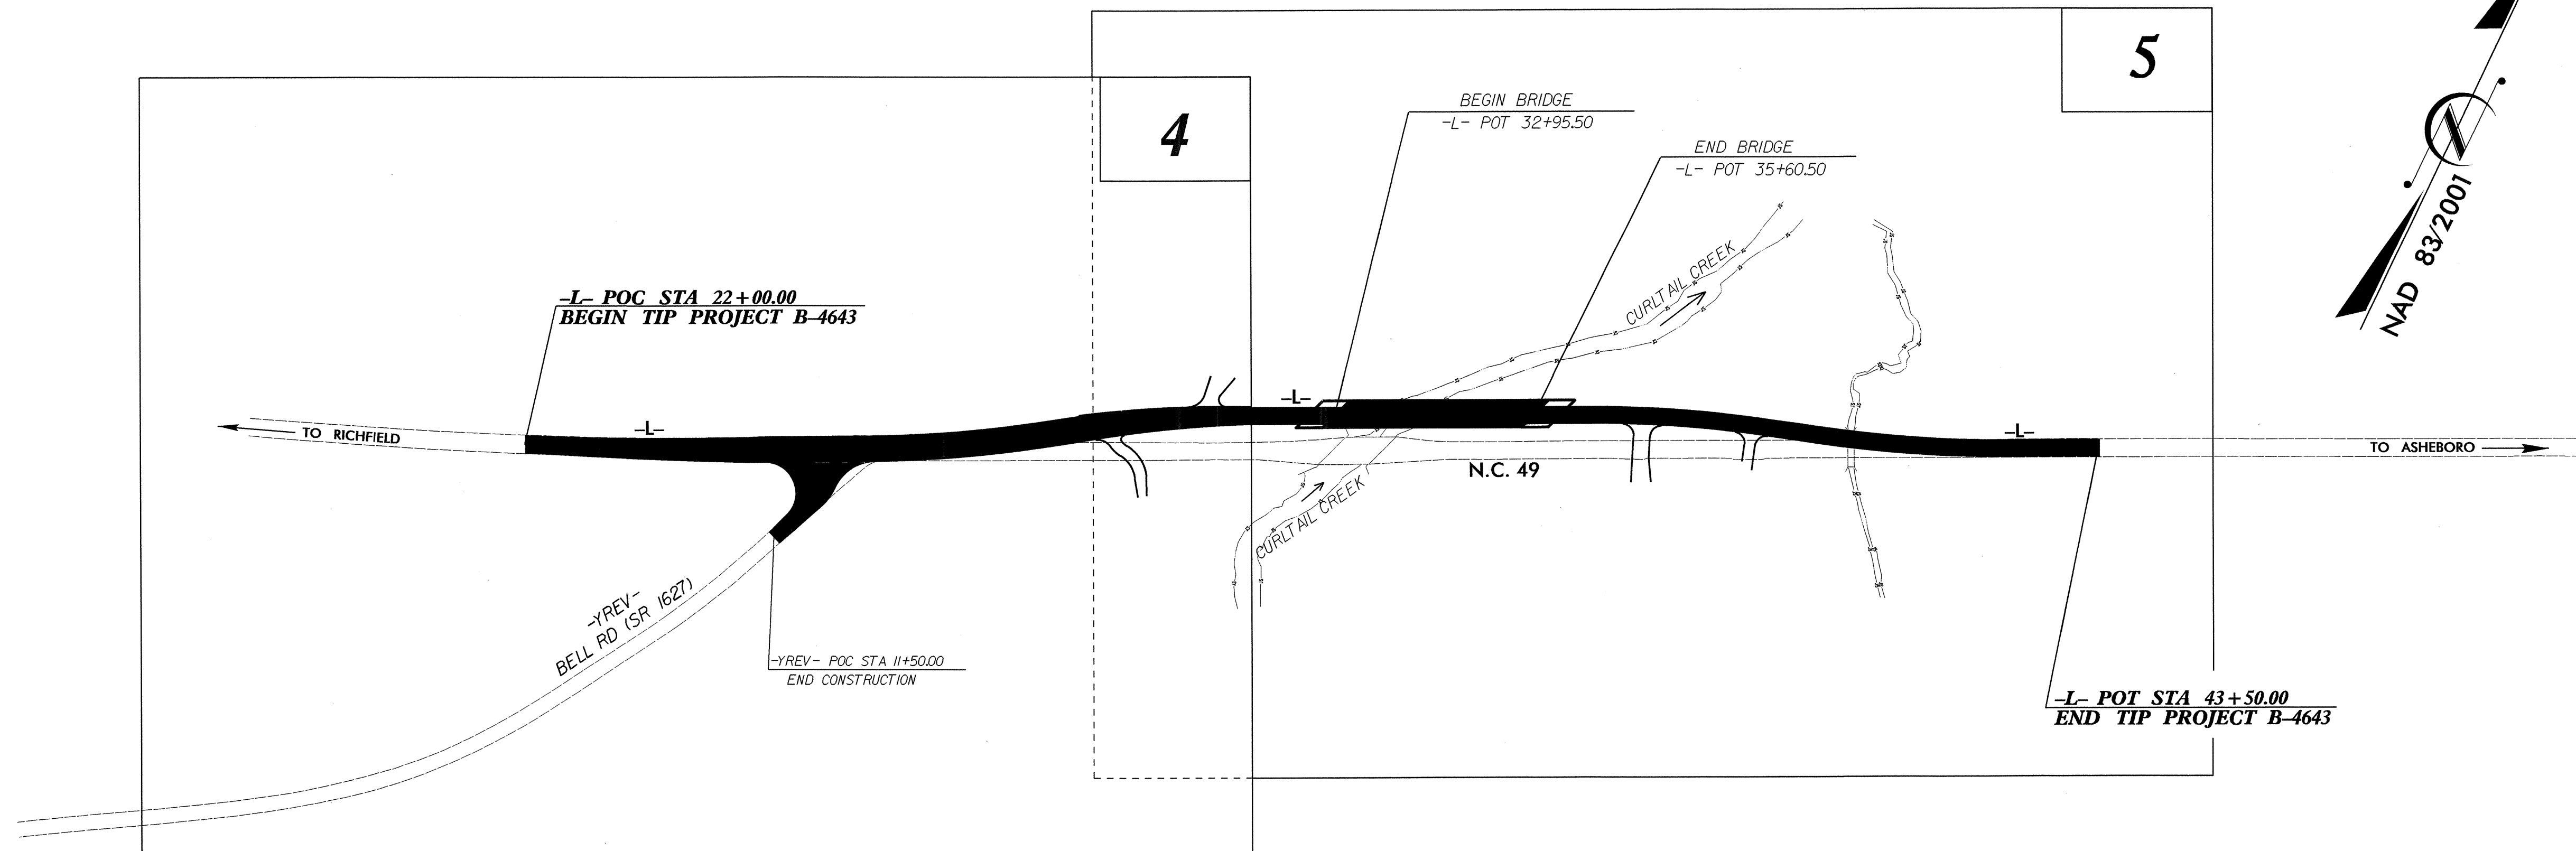 5
4
BEGIN BRIDGE
-L- POT 32+95.50
END BRIDGE
-L- POT 35+60.50
NAD 83/2001
CURLTAIL CREEK
-L- POC STA 22+00.00
BEGIN TIP PROJECT B-4643
-L-
-L-
-L-
TO RICHFIELD
TO ASHEBORO
N.C. 49
CURLTAIL CREEK
-YREV-
BELL RD (SR 1627)
-YREV- POC STA 11+50.00
END CONSTRUCTION
-L- POT STA 43+50.00
END TIP PROJECT B-4643